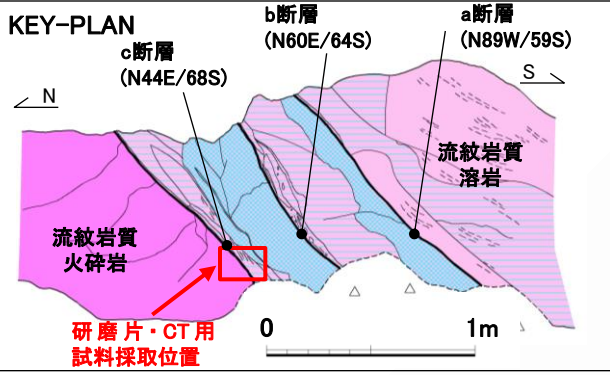 KEY-PLAN
b断層
(N60E/64S)
a断層
(N89W/59S)
c断層
(N44E/68S)
N
S
流紋岩質
溶岩
流紋岩質
火砕岩
研磨片・CT用
試料採取位置
0
1m